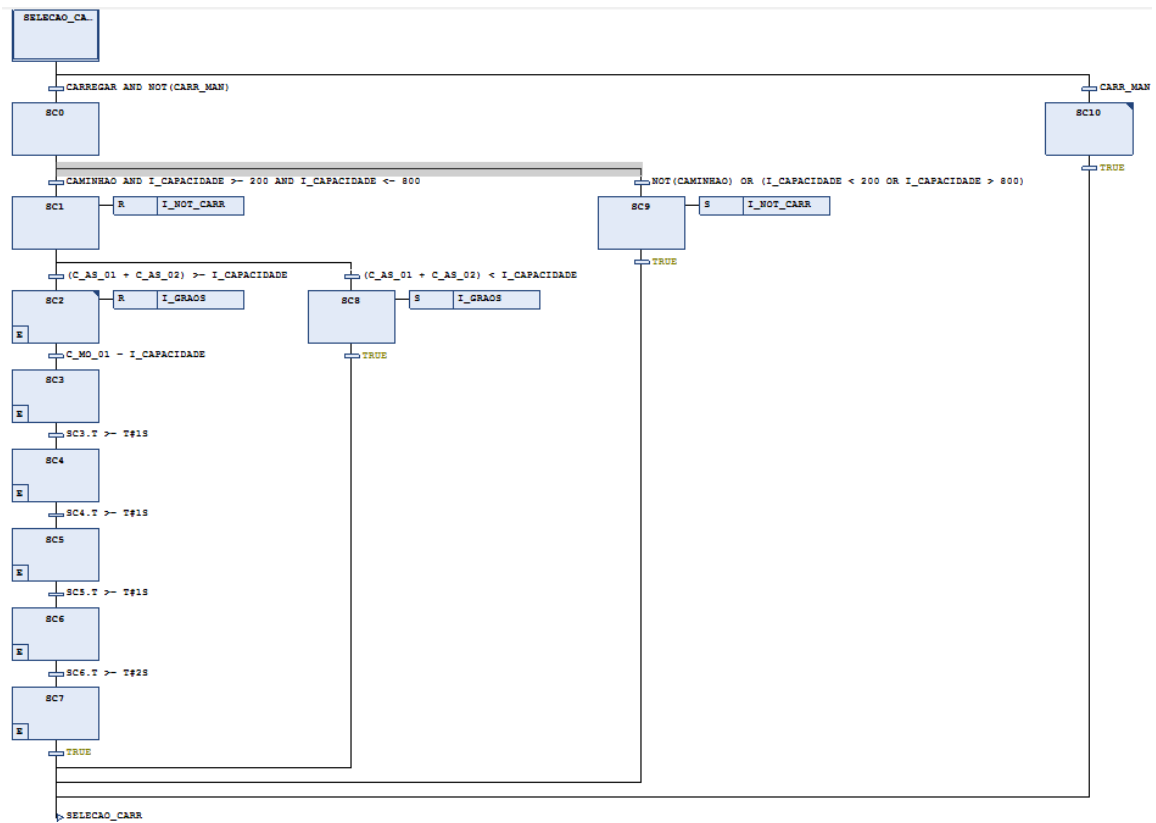 SELECAO_CA..
CARREGAR AND NOT(CARR_MAN)
CARR_MAN
SC0
SC10
TRUE
CAMINHAO AND I_CAPACIDADE >= 200 AND I_CAPACIDADE <= 800
NOT(CAMINHAO) OR (I_CAPACIDADE < 200 OR I_CAPACIDADE > 800)
SC1
R I_NOT_CARR
SC9
S I_NOT_CARR
TRUE
(C_AS_01 + C_AS_02) >= I_CAPACIDADE
(C_AS_01 + C_AS_02) < I_CAPACIDADE
SC2
R I_GRAOS
SC8
S I_GRAOS
E
C_MO_01 = I_CAPACIDADE
TRUE
SC3
E
SC3.T >= T#1S
SC4
E
SC4.T >= T#1S
SC5
E
SC5.T >= T#1S
SC6
E
SC6.T >= T#2S
SC7
E
TRUE
SELECAO_CARR